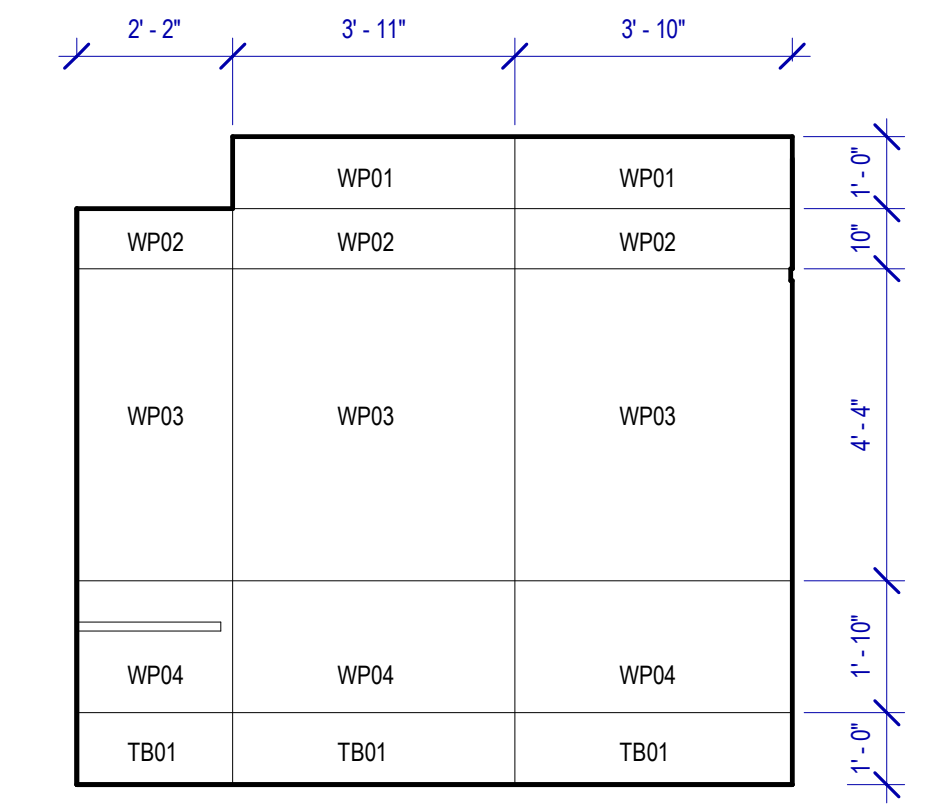 2' - 2" 3' - 11" 3' - 10"
WP01 WP01 1' - 0"
WP02 WP02 WP02 10"
WP03 WP03 WP03 4' - 4"
WP04 WP04 WP04 1' - 10"
TB01 TB01 TB01 1' - 0"